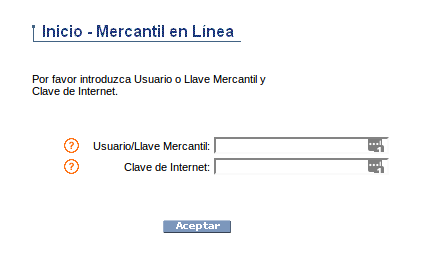 Inicio - Mercantil en Línea
Por favor introduzca Usuario o Llave Mercantil y
Clave de Internet.
? Usuario/Llave Mercantil:
? Clave de Internet:
Aceptar